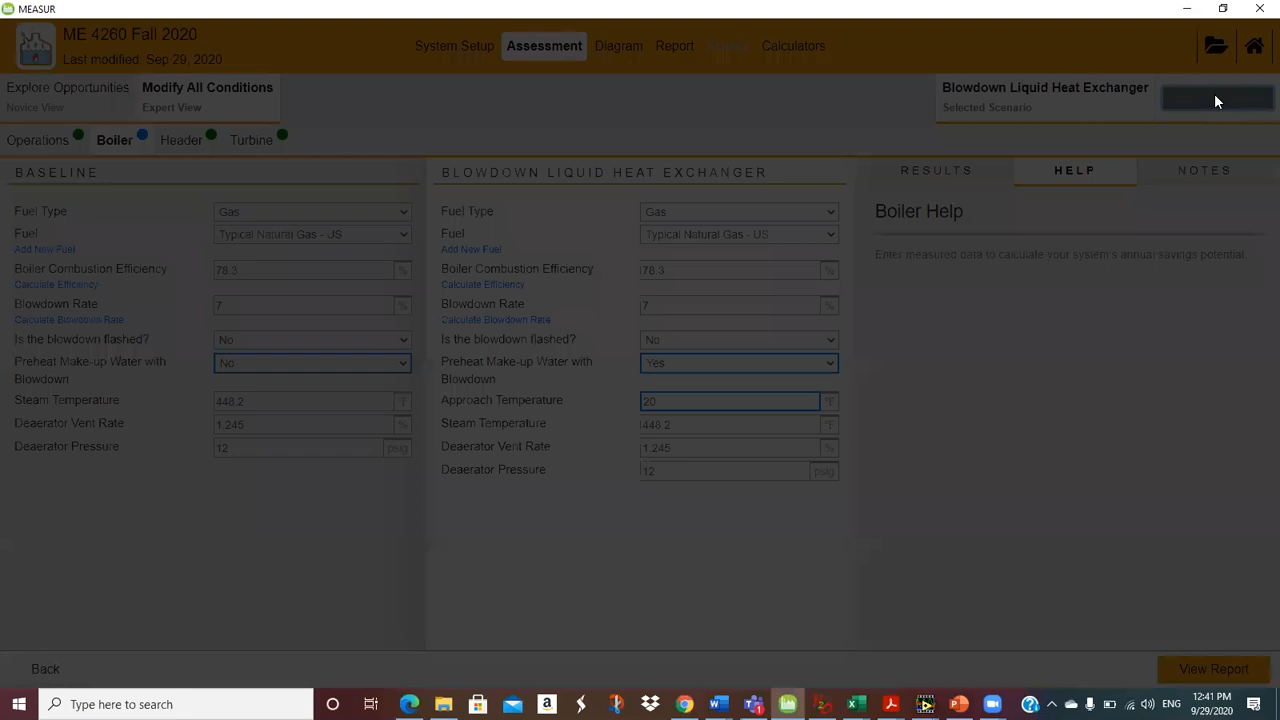 MEASUR
ME 4260 Fall 2020
Last modified: Sep 29, 2020
System Setup Assessment Diagram Report Calculators
Explore Opportunities
Novice View
Modify All Conditions
Expert View
Blowdown Liquid Heat Exchanger
Selected Scenario
Operations Boiler Header Turbine
BASELINE
Fuel Type Gas
Fuel Typical Natural Gas - US
Add New Fuel
Boiler Combustion Efficiency 78.3 %
Calculate Efficiency
Blowdown Rate 7 %
Calculate Blowdown Rate
Is the blowdown flashed? No
Preheat Make-up Water with No
Blowdown
Steam Temperature 448.2 °F
Deaerator Vent Rate 1.245 %
Deaerator Pressure 12 psig
BLOWDOWN LIQUID HEAT EXCHANGER
Fuel Type Gas
Fuel Typical Natural Gas - US
Add New Fuel
Boiler Combustion Efficiency 78.3 %
Calculate Efficiency
Blowdown Rate 7 %
Calculate Blowdown Rate
Is the blowdown flashed? No
Preheat Make-up Water with Yes
Blowdown
Approach Temperature 20 °F
Steam Temperature 448.2 °F
Deaerator Vent Rate 1.245 %
Deaerator Pressure 12 psig
RESULTS HELP NOTES
Boiler Help
Enter measured data to calculate your system's annual savings potential.
Back
View Report
Type here to search
ENG
12:41 PM
9/29/2020